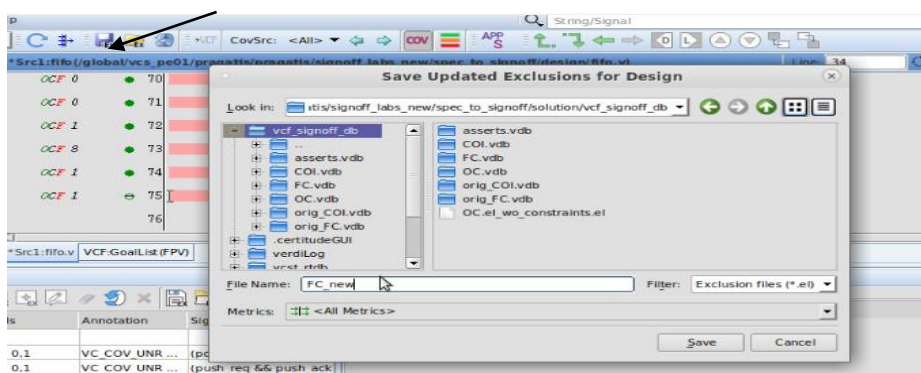 p
String/Signal
CovSrc: <All>
COV
APP
S
D
L
*Src1:fifo(/global/vcs_pe01/pragatis/pragatis/signoff_labs_new/spec_to_signoff/design/fifo.v)
Line: 34
OCF 0 70
OCF 0 71
OCF 1 72
OCF 8 73
OCF 1 74
OCF 1 75
76
Save Updated Exclusions for Design
Look in: itis/signoff_labs_new/spec_to_signoff/solution/vcf_signoff_db
vcf_signoff_db
..
asserts.vdb
COI.vdb
FC.vdb
OC.vdb
orig_COI.vdb
orig_FC.vdb
.certitudeGUI
verdiLog
vcst_rtdb
asserts.vdb
COI.vdb
FC.vdb
OC.vdb
orig_COI.vdb
orig_FC.vdb
OC.el_wo_constraints.el
File Name: FC_new
Filter: Exclusion files (*.el)
Metrics: <All Metrics>
Save
Cancel
*Src1:fifo.v
VCF:GoalList(FPV)
ls Annotation Sig
0,1 VC_COV_UNR ... (po
0,1 VC_COV_UNR ... (push_req && push_ack